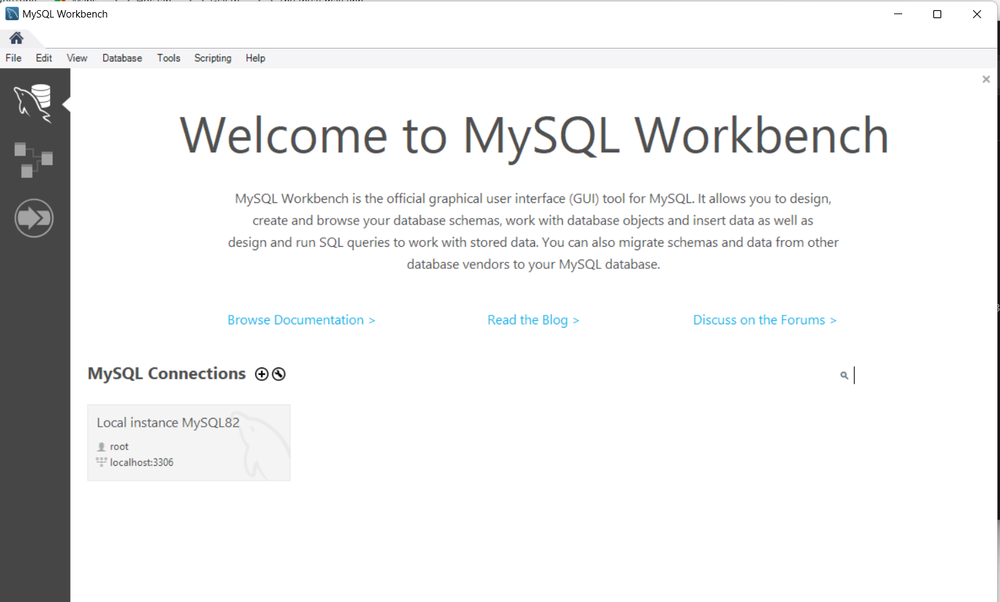 MySQL Workbench
File Edit View Database Tools Scripting Help
Welcome to MySQL Workbench
MySQL Workbench is the official graphical user interface (GUI) tool for MySQL. It allows you to design,
create and browse your database schemas, work with database objects and insert data as well as
design and run SQL queries to work with stored data. You can also migrate schemas and data from other
database vendors to your MySQL database.
Browse Documentation > Read the Blog > Discuss on the Forums >
MySQL Connections
Local instance MySQL82
root
localhost:3306